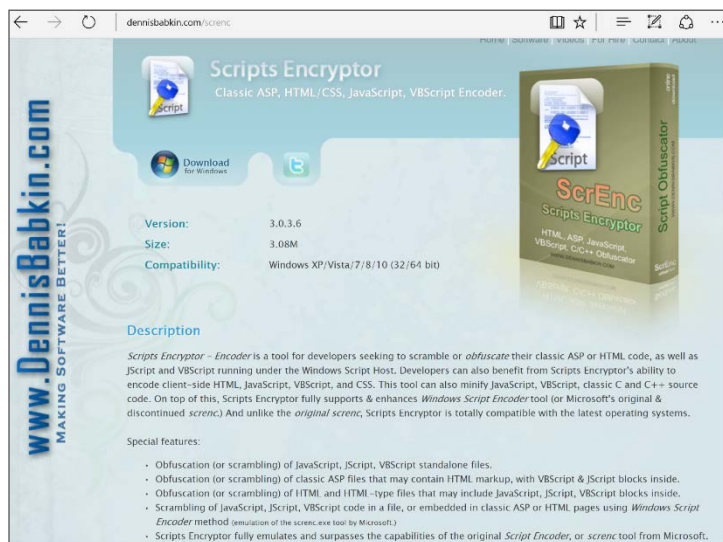 dennisbabkin.com/screnc
Home Software Videos For Hire Contact About
Scripts Encryptor
Classic ASP, HTML/CSS, JavaScript, VBScript Encoder.
Script
Download
for Windows
Version: 3.0.3.6
Size: 3.08M
Compatibility: Windows XP/Vista/7/8/10 (32/64 bit)
Script
ScrEnc
Scripts Encryptor
HTML, ASP, JavaScript,
VBScript, C/C++ Obfuscator
WWW.DENNISBABKIN.COM
Script Obfuscator
ScrEnc
www.DennisBabkin.com
MAKING SOFTWARE BETTER!
Description
Scripts Encryptor - Encoder is a tool for developers seeking to scramble or obfuscate their classic ASP or HTML code, as well as
JScript and VBScript running under the Windows Script Host. Developers can also benefit from Scripts Encryptor's ability to
encode client-side HTML, JavaScript, VBScript, and CSS. This tool can also minify JavaScript, VBScript, classic C and C++ source
code. On top of this, Scripts Encryptor fully supports & enhances Windows Script Encoder tool (or Microsoft's original &
discontinued screnc.) And unlike the original screnc, Scripts Encryptor is totally compatible with the latest operating systems.
Special features:
• Obfuscation (or scrambling) of JavaScript, JScript, VBScript standalone files.
• Obfuscation (or scrambling) of classic ASP files that may contain HTML markup, with VBScript & JScript blocks inside.
• Obfuscation (or scrambling) of HTML and HTML-type files that may include JavaScript, JScript, VBScript blocks inside.
• Scrambling of JavaScript, JScript, VBScript code in a file, or embedded in classic ASP or HTML pages using Windows Script
Encoder method (emulation of the screnc.exe tool by Microsoft.)
• Scripts Encryptor fully emulates and surpasses the capabilities of the original Script Encoder, or screnc tool from Microsoft.